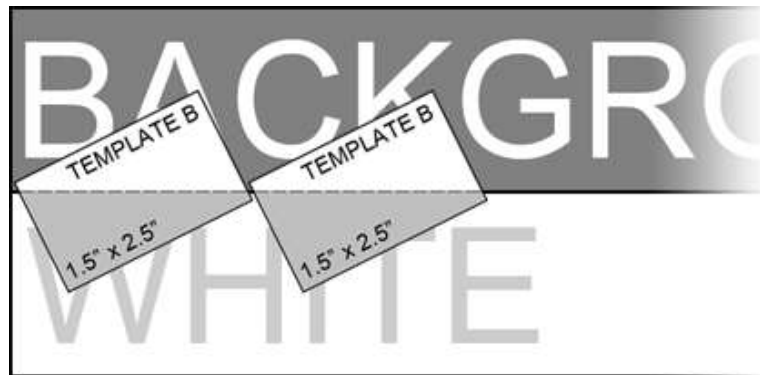 BACKGRO
TEMPLATE B
1.5" x 2.5"
TEMPLATE B
1.5" x 2.5"
WHITE